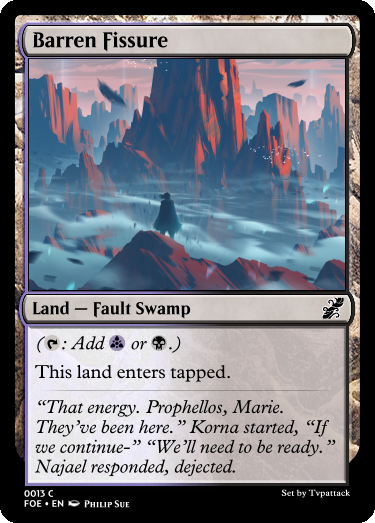 Barren Fissure
Land — Fault Swamp
(: Add or .)
This land enters tapped.
“That energy. Prophellos, Marie.
They’ve been here.” Korna started, “If
we continue-” “We’ll need to be ready.”
Najael responded, dejected.
0013 C
FOE • EN Philip Sue
Set by Tvpattack